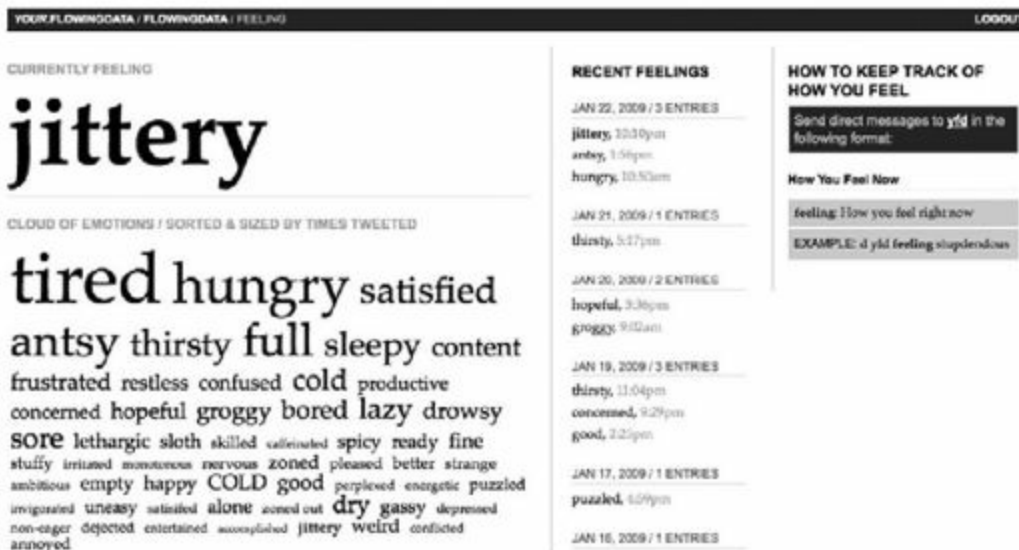 YOUR.FLOWINGDATA / FLOWINGDATA / FEELING
LOGOUT
CURRENTLY FEELING
jittery
CLOUD OF EMOTIONS / SORTED & SIZED BY TIMES TWEETED
tired hungry satisfied
antsy thirsty full sleepy content
frustrated restless confused cold productive
concerned hopeful groggy bored lazy drowsy
sore lethargic sloth skilled caffeinated spicy ready fine
stuffy irritated monotonous nervous zoned pleased better strange
ambitious empty happy COLD good perplexed energetic puzzled
invigorated uneasy satisifed alone zoned out dry gassy depressed
non-eager dejected entertained accomplished jittery weird conflicted
annoyed
RECENT FEELINGS
JAN 22, 2009 / 3 ENTRIES
jittery, 10:10pm
antsy, 1:56pm
hungry, 10:50am
JAN 21, 2009 / 1 ENTRIES
thirsty, 5:17pm
JAN 20, 2009 / 2 ENTRIES
hopeful, 3:36pm
groggy, 9:02am
JAN 19, 2009 / 3 ENTRIES
thirsty, 11:04pm
concerned, 9:29pm
good, 2:25pm
JAN 17, 2009 / 1 ENTRIES
puzzled, 4:59pm
JAN 16, 2009 / 1 ENTRIES
HOW TO KEEP TRACK OF
HOW YOU FEEL
Send direct messages to yfd in the
following format:
How You Feel Now
feeling: How you feel right now
EXAMPLE: d yfd feeling stupdendous